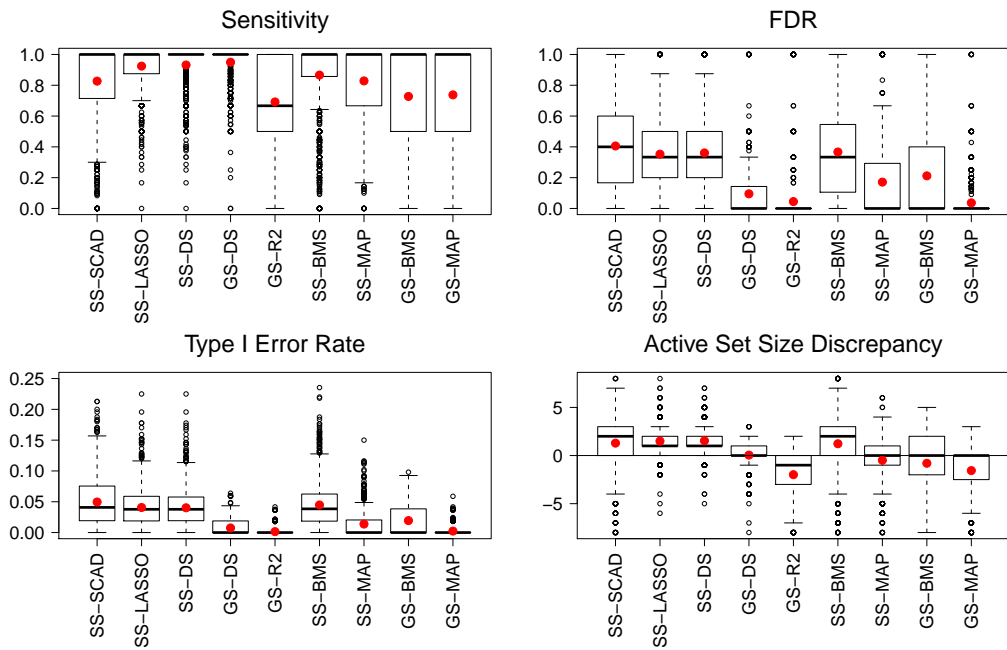 Sensitivity
1.0
0.8
0.6
0.4
0.2
0.0
SS−SCAD
SS−LASSO
SS−DS
GS−DS
GS−R2
SS−BMS
SS−MAP
GS−BMS
GS−MAP
FDR
1.0
0.8
0.6
0.4
0.2
0.0
SS−SCAD
SS−LASSO
SS−DS
GS−DS
GS−R2
SS−BMS
SS−MAP
GS−BMS
GS−MAP
Type I Error Rate
0.25
0.20
0.15
0.10
0.05
0.00
SS−SCAD
SS−LASSO
SS−DS
GS−DS
GS−R2
SS−BMS
SS−MAP
GS−BMS
GS−MAP
Active Set Size Discrepancy
5
0
−5
SS−SCAD
SS−LASSO
SS−DS
GS−DS
GS−R2
SS−BMS
SS−MAP
GS−BMS
GS−MAP